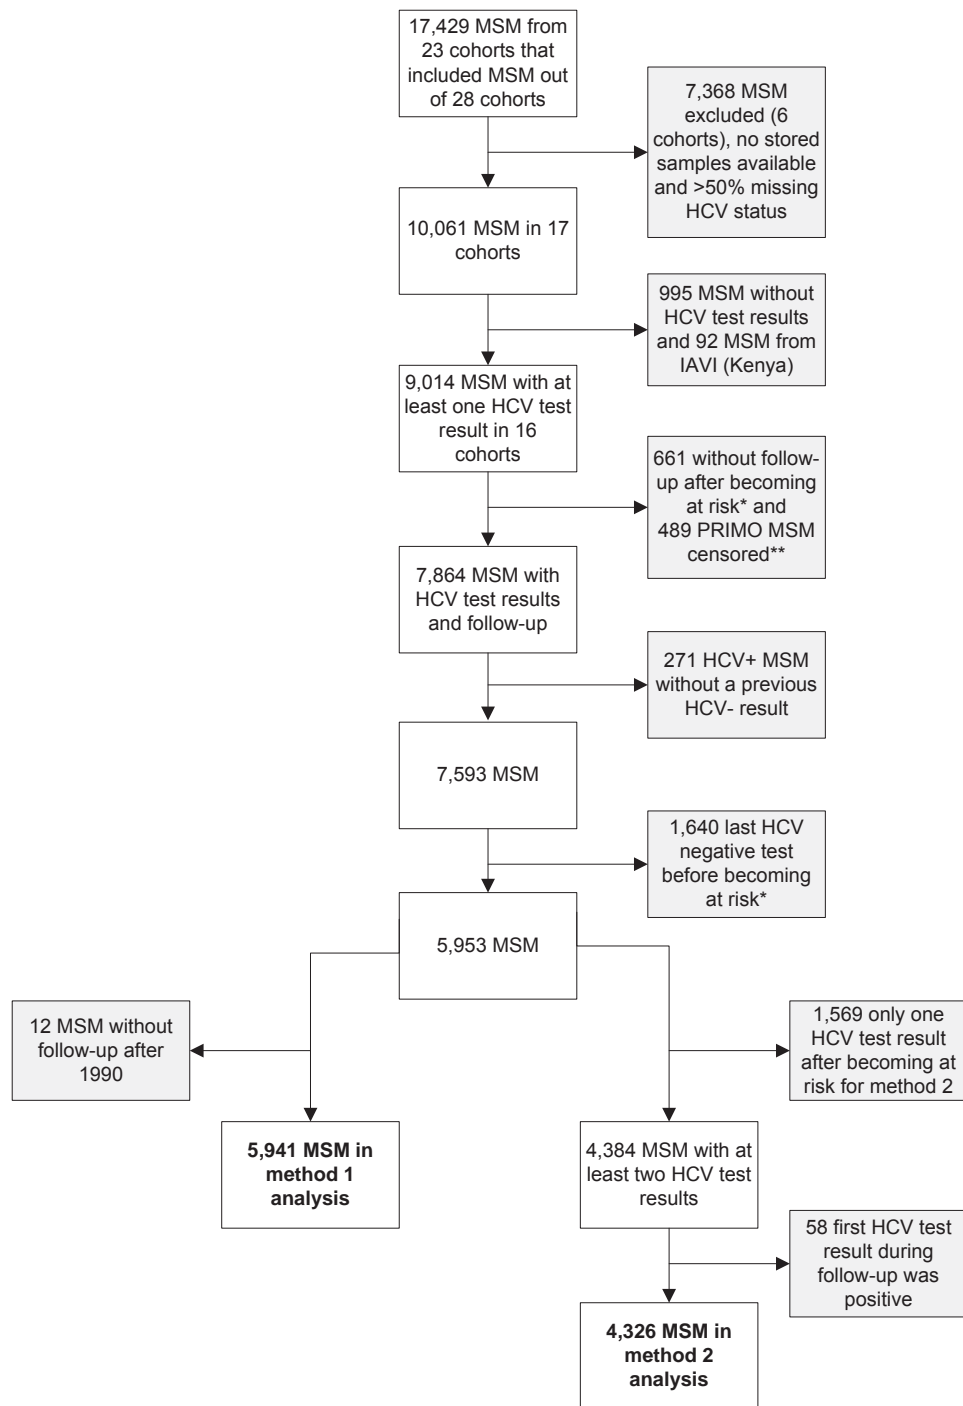 17,429 MSM from
23 cohorts that
included MSM out
of 28 cohorts
7,368 MSM
excluded (6
cohorts), no
stored samples
available
and >50% missing
HCV status
10,061 MSM in 17
cohorts
995 MSM without
HCV test results
and 92 MSM from
IAVI (Kenya)
9,014 MSM with at
least one HCV test
result in 16
cohorts
661 without follow-
up after becoming
at risk* and
489 PRIMO MSM
censored**
7,864 MSM with
HCV test results
and follow-up
271 HCV+ MSM
without a previous
HCV- result
7,593 MSM
1,640 last HCV
negative test
before becoming
at risk*
5,953 MSM
12 MSM without
follow-up after
1990
1,569 only one
HCV test result
after becoming at
risk for method 2
5,941 MSM in
method 1
analysis
4,384 MSM with at
least two HCV test
results
58 first HCV test
result during
follow-up was
positive
4,326 MSM in
method 2
analysis